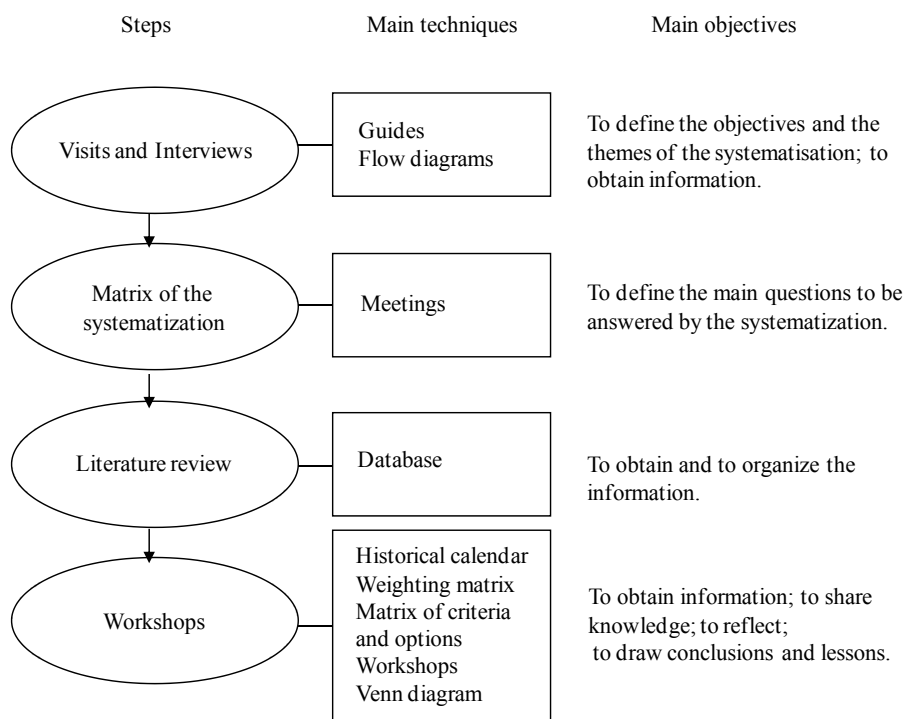 Steps
Main techniques
Main objectives
Visits and Interviews
Guides
Flow diagrams
To define the objectives and the
themes of the systematisation; to
obtain information.
Matrix of the
systematization
Meetings
To define the main questions to be
answered by the systematization.
Literature review
Database
To obtain and to organize the
information.
Workshops
Historical calendar
Weighting matrix
Matrix of criteria
and options
Workshops
Venn diagram
To obtain information; to share
knowledge; to reflect;
to draw conclusions and lessons.